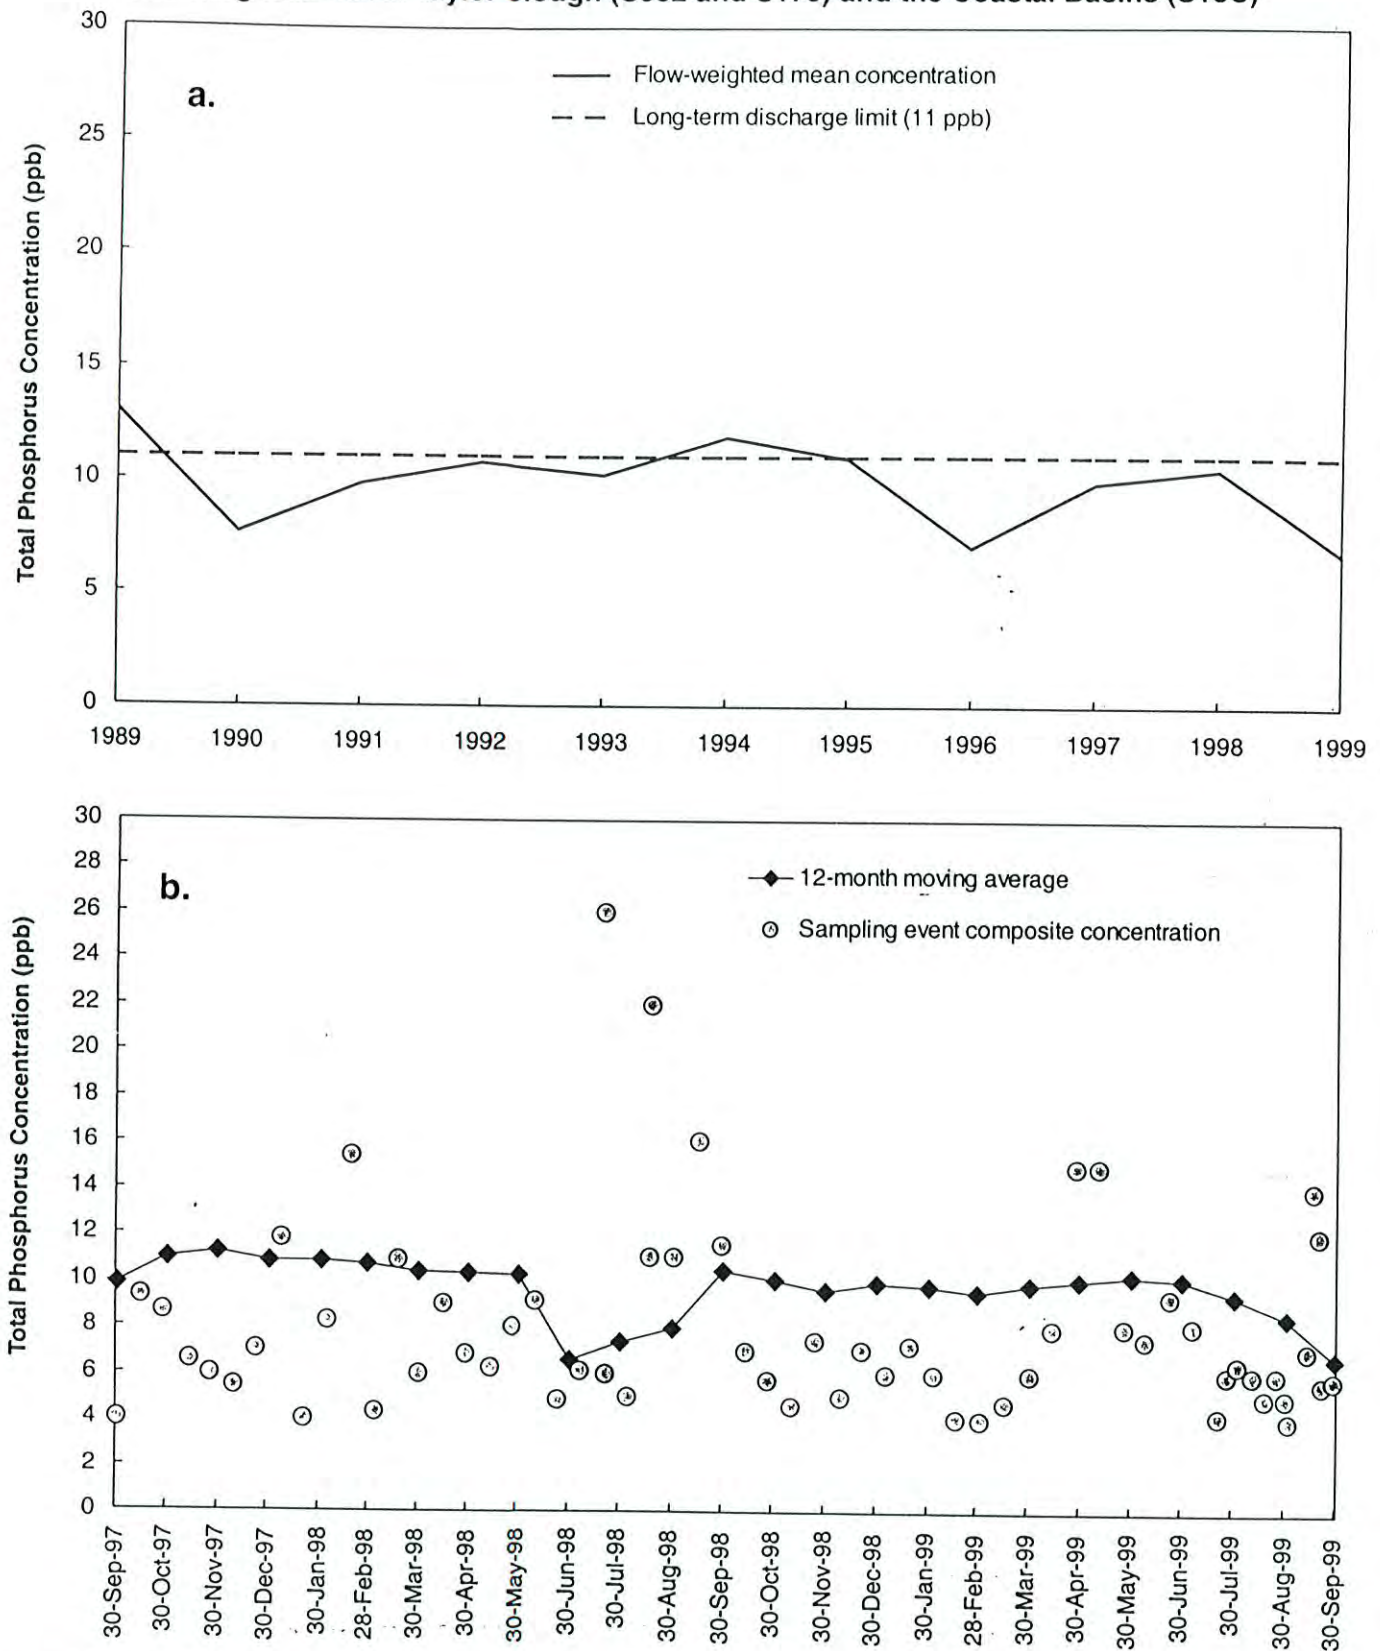 and the Coastal Basins
30
25
20
15
10
5
0
Total Phosphorus Concentration (ppb)
a.
Flow-weighted mean concentration
Long-term discharge limit (11 ppb)
1989 1990 1991 1992 1993 1994 1995 1996 1997 1998 1999
30
28
26
24
22
20
18
16
14
12
10
8
6
4
2
0
Total Phosphorus Concentration (ppb)
b.
12-month moving average
Sampling event composite concentration
30-Sep-97
30-Oct-97
30-Nov-97
30-Dec-97
30-Jan-98
28-Feb-98
30-Mar-98
30-Apr-98
30-May-98
30-Jun-98
30-Jul-98
30-Aug-98
30-Sep-98
30-Oct-98
30-Nov-98
30-Dec-98
30-Jan-99
28-Feb-99
30-Mar-99
30-Apr-99
30-May-99
30-Jun-99
30-Jul-99
30-Aug-99
30-Sep-99